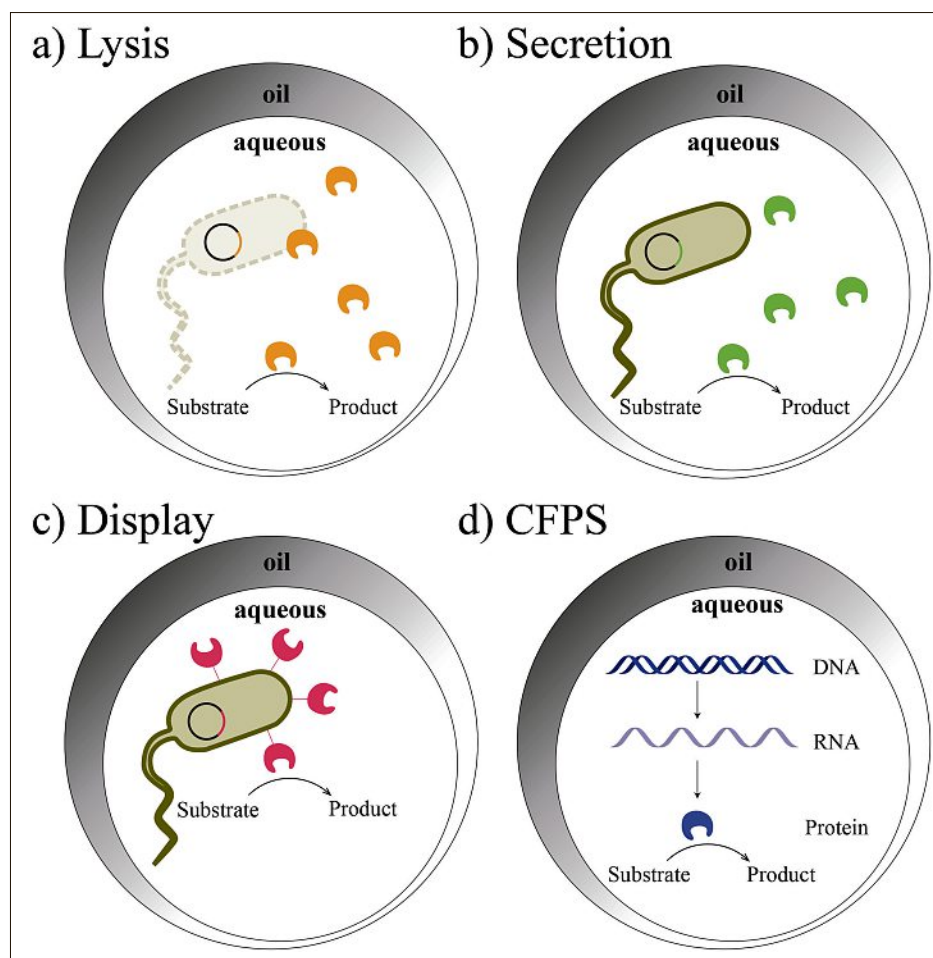 a) Lysis
oil
aqueous
Substrate Product
b) Secretion
oil
aqueous
Substrate Product
c) Display
oil
aqueous
Substrate Product
d) CFPS
oil
aqueous
DNA
RNA
Protein
Substrate Product